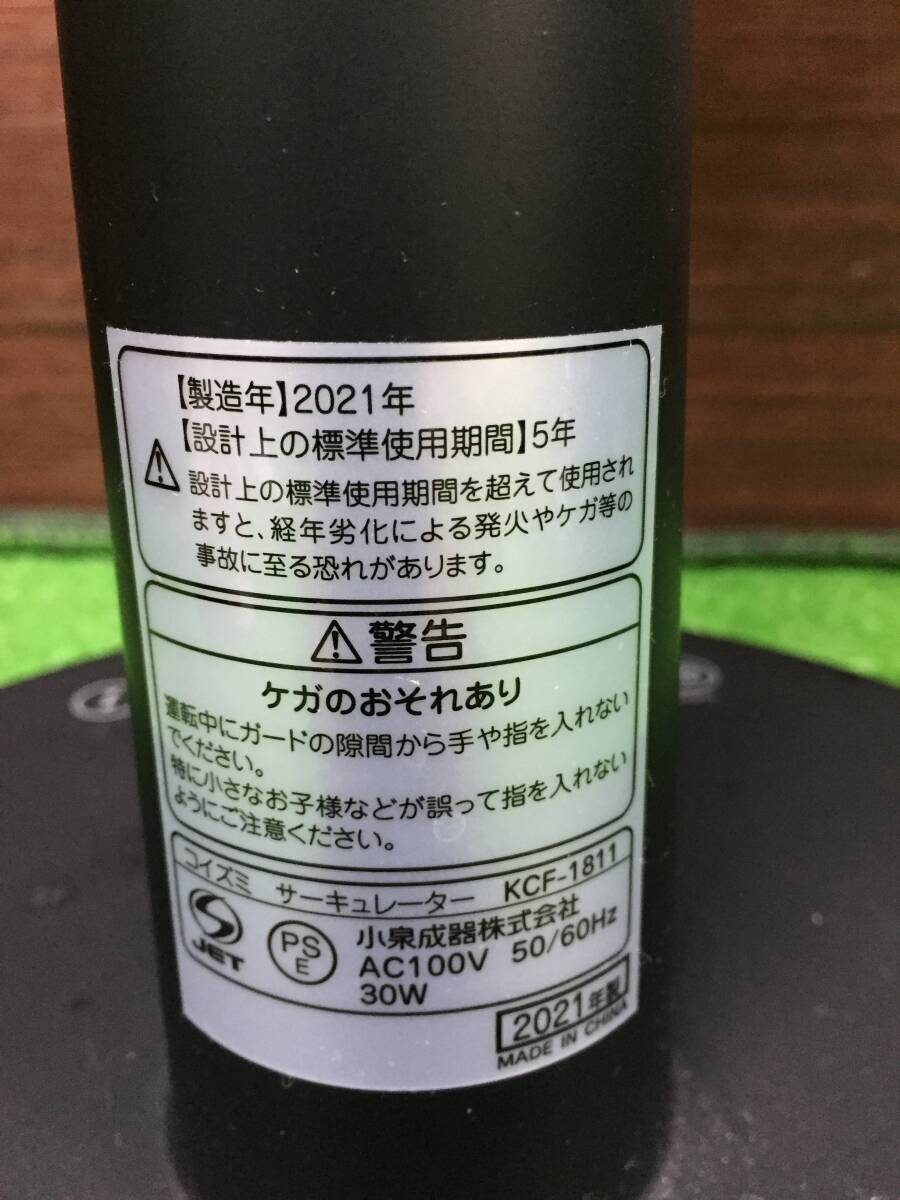 【製造年】2021年
【設計上の標準使用期間】5年
設計上の標準使用期間を超えて使用され
ますと、経年劣化による発火やケガ等の
事故に至る恐れがあります。
警告
ケガのおそれあり
運転中にガードの隙間から手や指を入れない
でください。
特に小さなお子様などが誤って指を入れない
ようにご注意ください。
コイズミ サーキュレーター KCF-1811
JET
PS
E
小泉成器株式会社
AC100V 50/60Hz
30W
2021年製
MADE IN CHINA